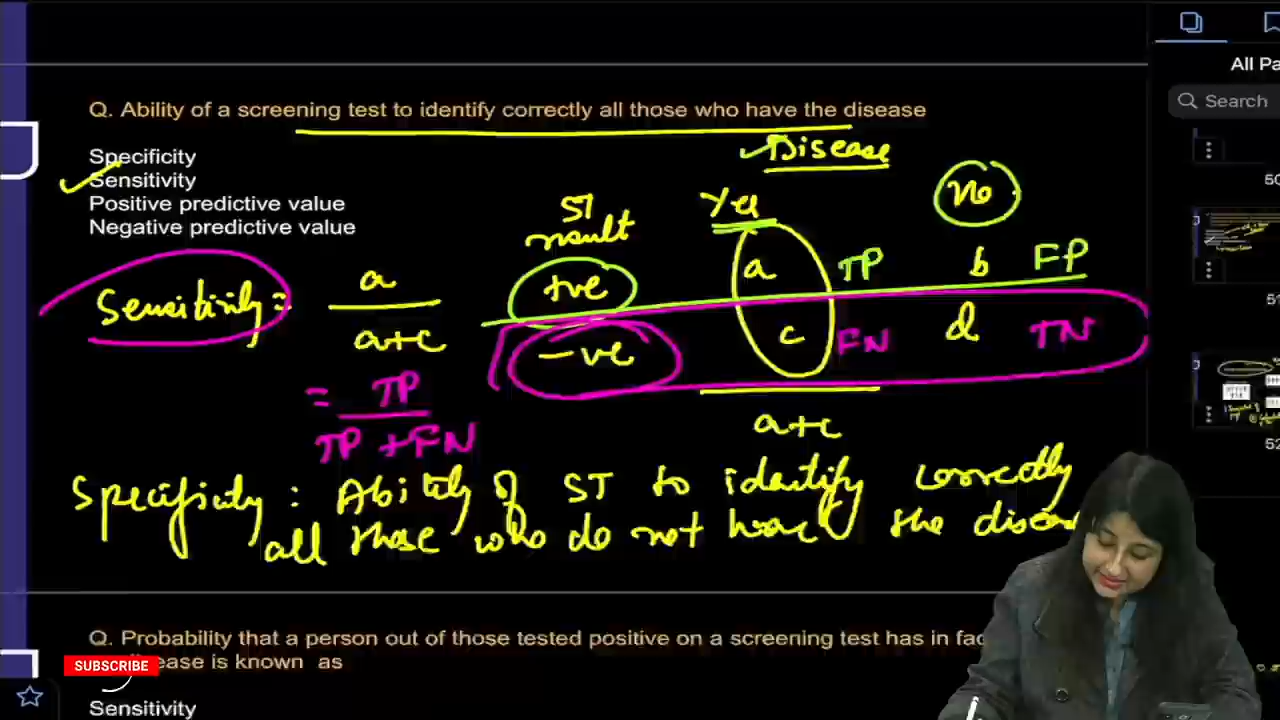 All Pa
Search
Q. Ability of a screening test to identify correctly all those who have the disease
Disease
Specificity
Sensitivity
Positive predictive value
Negative predictive value
ST result
Yes
No
+ve
a
TP
b
FP
-ve
c
FN
d
TN
a+c
Sensitivity =
a
a+c
= TP
TP + FN
Specificity : Ability of ST to identify correctly
all those who do not have the
50
51
52
Q. Probability that a person out of those tested positive on a screening test has in
is known as
SUBSCRIBE
Sensitivity